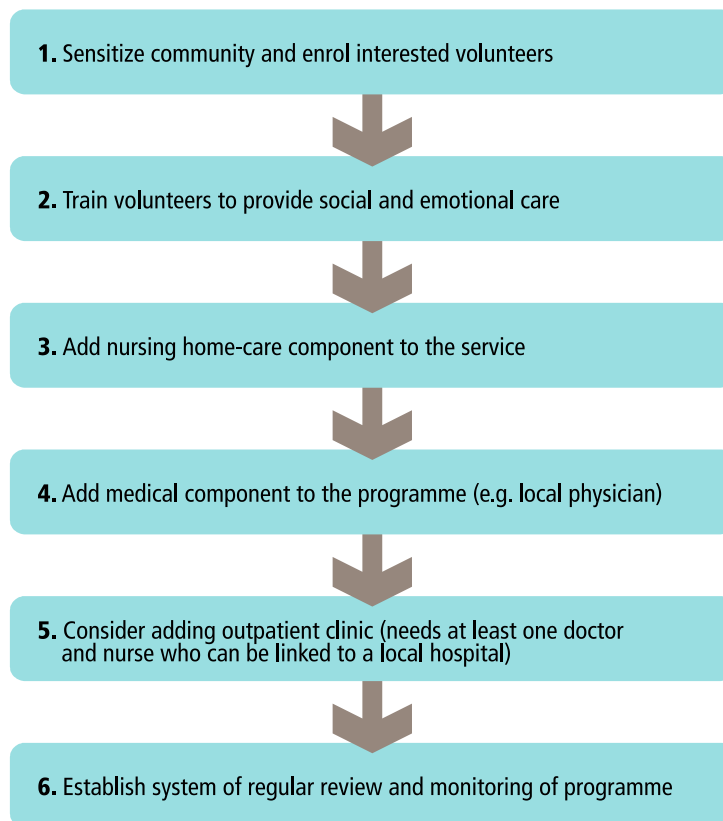 1. Sensitize community and enrol interested volunteers
2. Train volunteers to provide social and emotional care
3. Add nursing home-care component to the service
4. Add medical component to the programme (e.g. local physician)
5. Consider adding outpatient clinic (needs at least one doctor
and nurse who can be linked to a local hospital)
6. Establish system of regular review and monitoring of programme